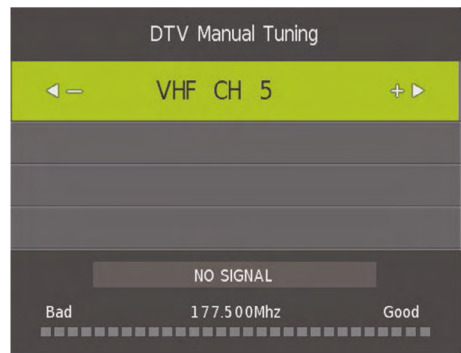 DTV Manual Tuning
VHF CH 5
NO SIGNAL
Bad 177.500Mhz Good